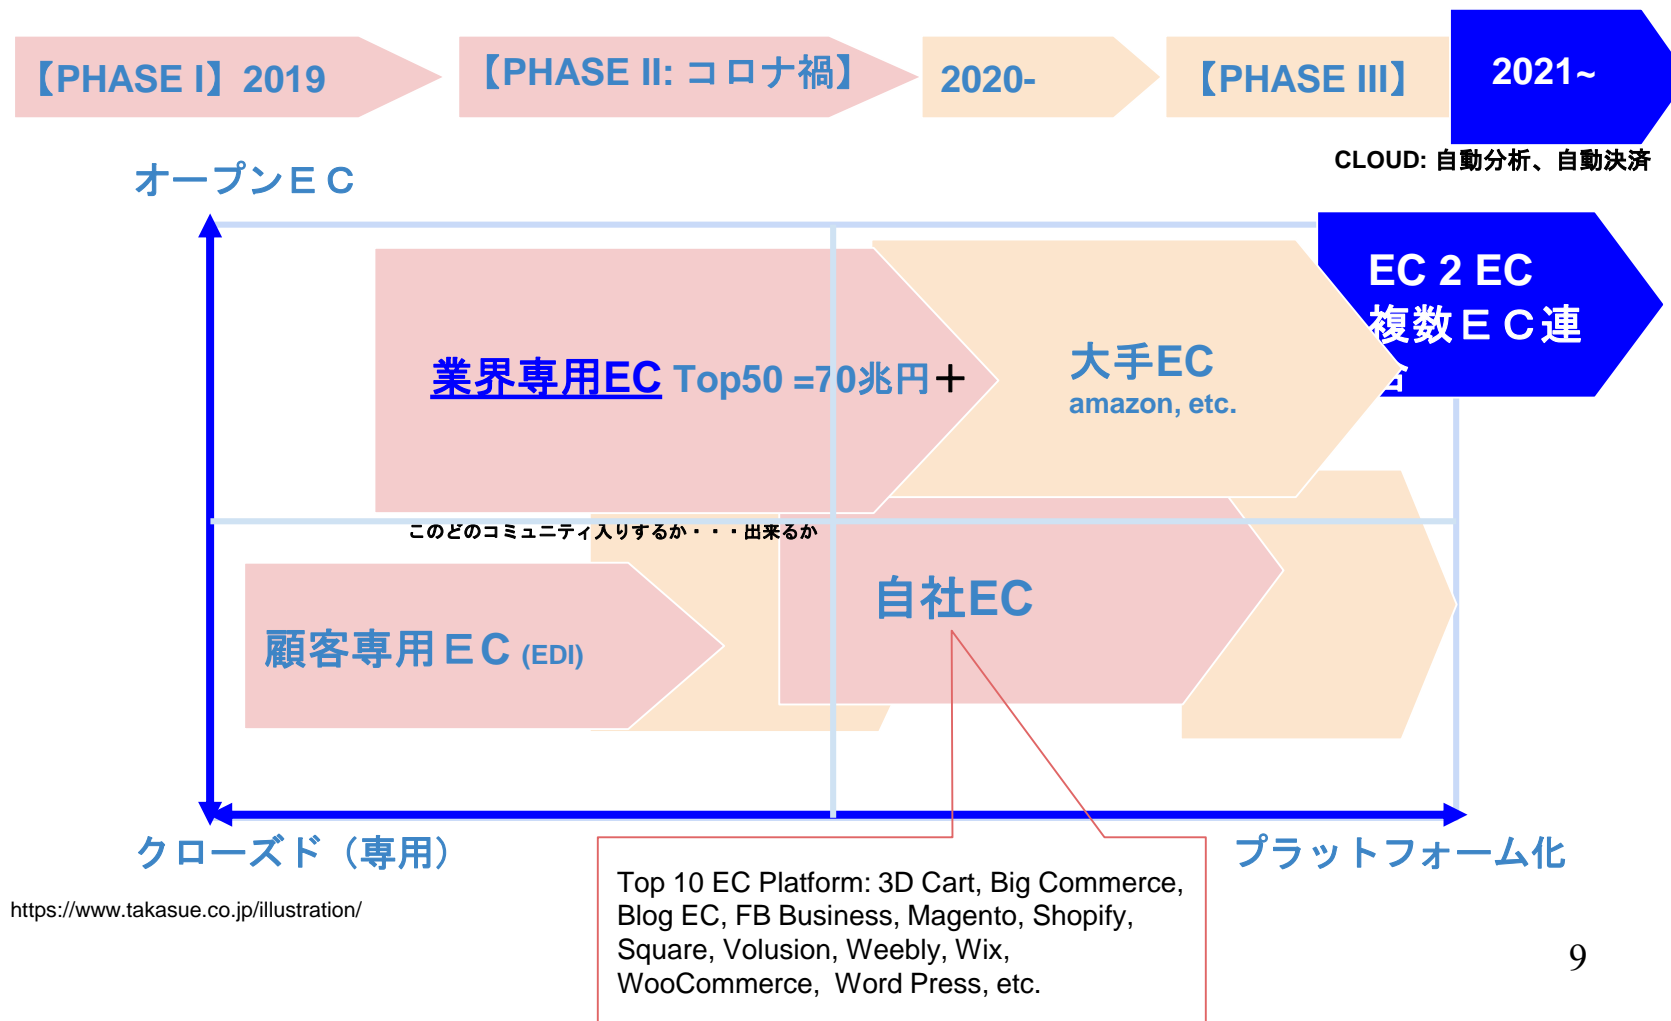 【PHASE I】2019
【PHASE II: コロナ禍】
2020-
【PHASE III】
2021~
CLOUD: 自動分析、自動決済
オープンＥＣ
EC 2 EC
複数ＥＣ連
業界専用EC Top50 =70兆円＋
大手EC
amazon, etc.
このどのコミュニティ入りするか・・・出来るか
自社EC
顧客専用ＥＣ (EDI)
クローズド（専用）
プラットフォーム化
Top 10 EC Platform: 3D Cart, Big Commerce,
Blog EC, FB Business, Magento, Shopify,
Square, Volusion, Weebly, Wix,
WooCommerce, Word Press, etc.
https://www.takasue.co.jp/illustration/
9